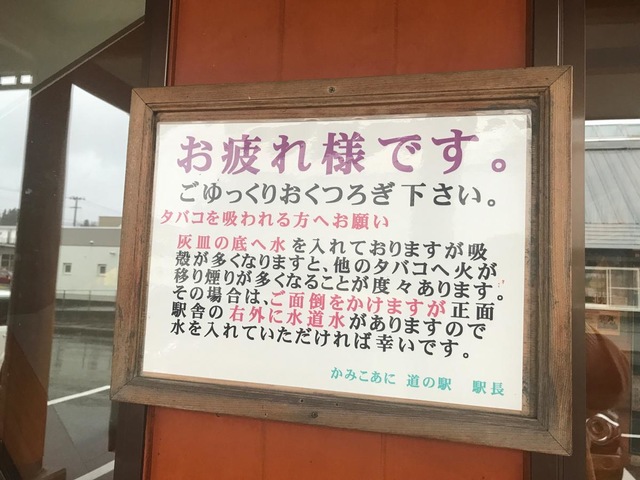 お疲れ様です。
ごゆっくりおくつろぎ下さい。
タバコを吸われる方へお願い
灰皿の底へ水を入れておりますが吸
殻が多くなりますと、他のタバコへ火が
移り煙りが多くなることが度々あります。
その場合は、ご面倒をかけますが正面
駅舎の右外に水道水がありますので
水を入れていただければ幸いです。
かみこあに 道の駅 駅長